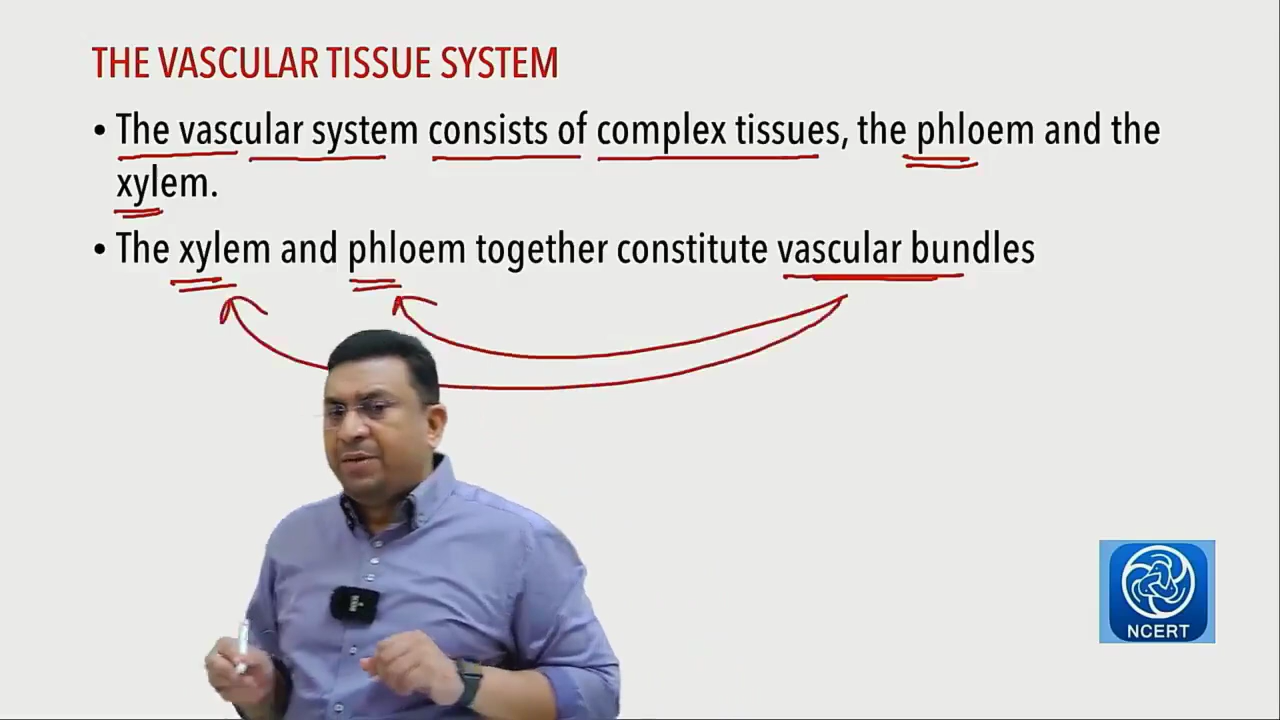 THE VASCULAR TISSUE SYSTEM
• The vascular system consists of complex tissues, the phloem and the
xylem.
• The xylem and phloem together constitute vascular bundles
NCERT